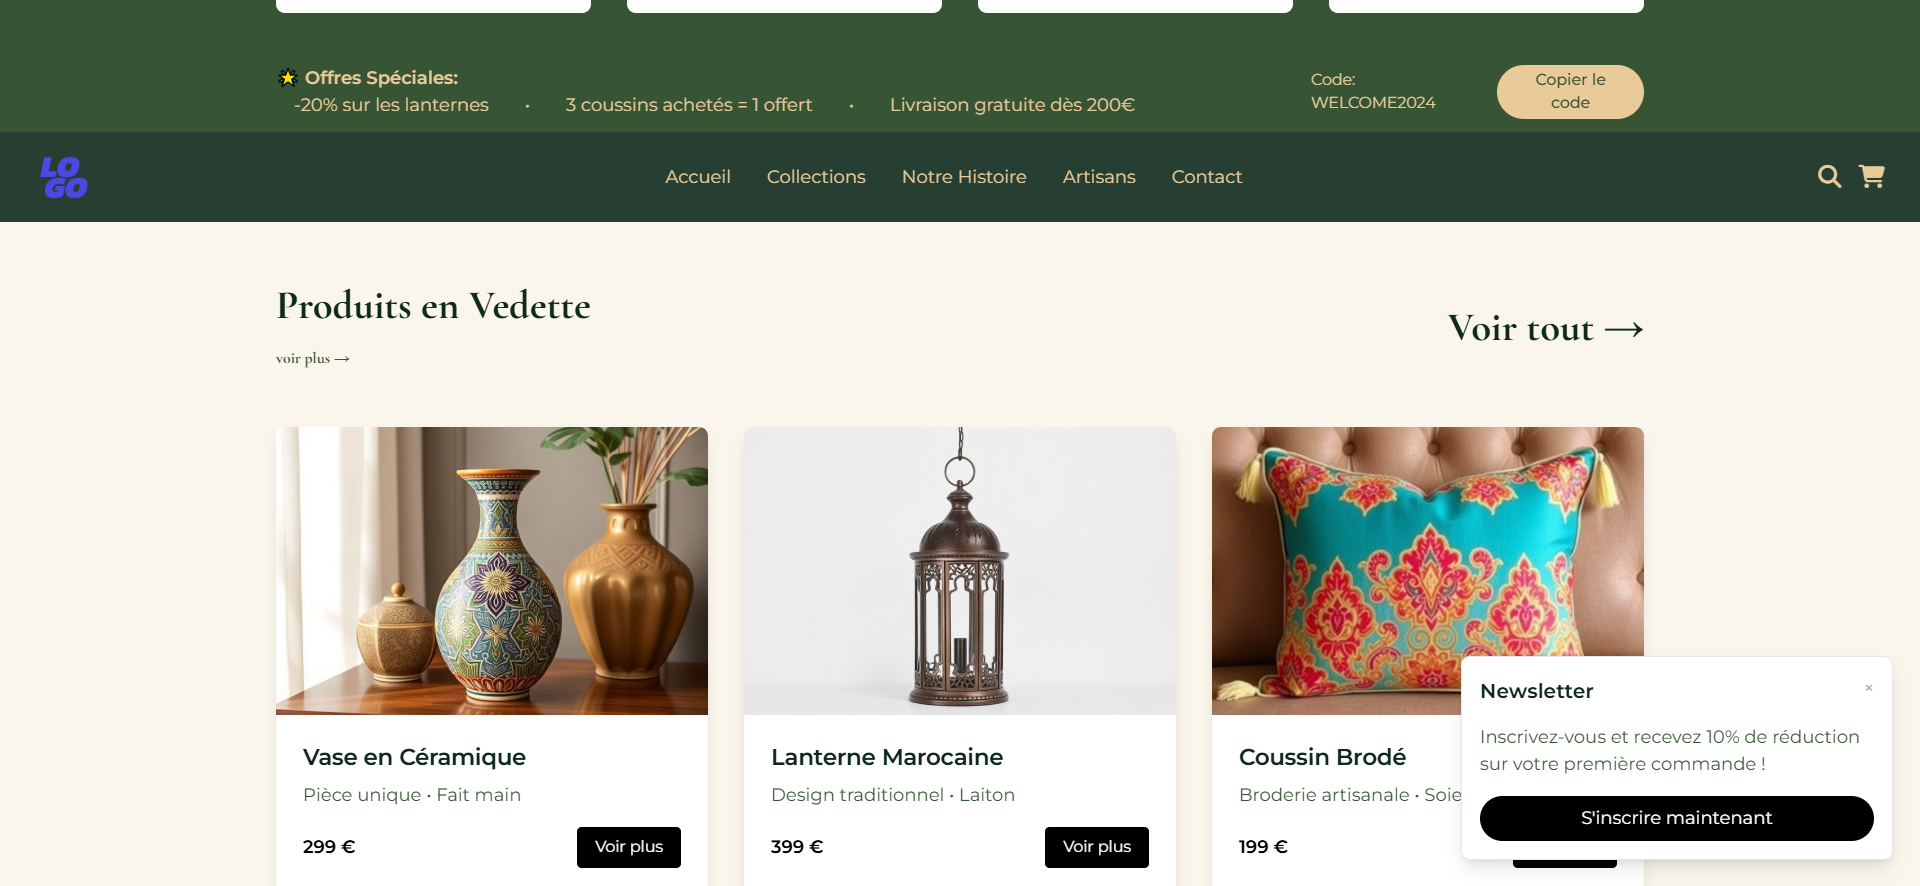 Offres Spéciales:
-20% sur les lanternes • 3 coussins achetés = 1 offert • Livraison gratuite dès 200€
Code:
WELCOME2024
Copier le
code
LO
GO
Accueil Collections Notre Histoire Artisans Contact
Produits en Vedette
voir plus →
Voir tout →
Vase en Céramique
Pièce unique • Fait main
299 €
Voir plus
Lanterne Marocaine
Design traditionnel • Laiton
399 €
Voir plus
Coussin Brodé
Broderie artisanale • Soie
199 €
Newsletter
×
Inscrivez-vous et recevez 10% de réduction
sur votre première commande !
S'inscrire maintenant